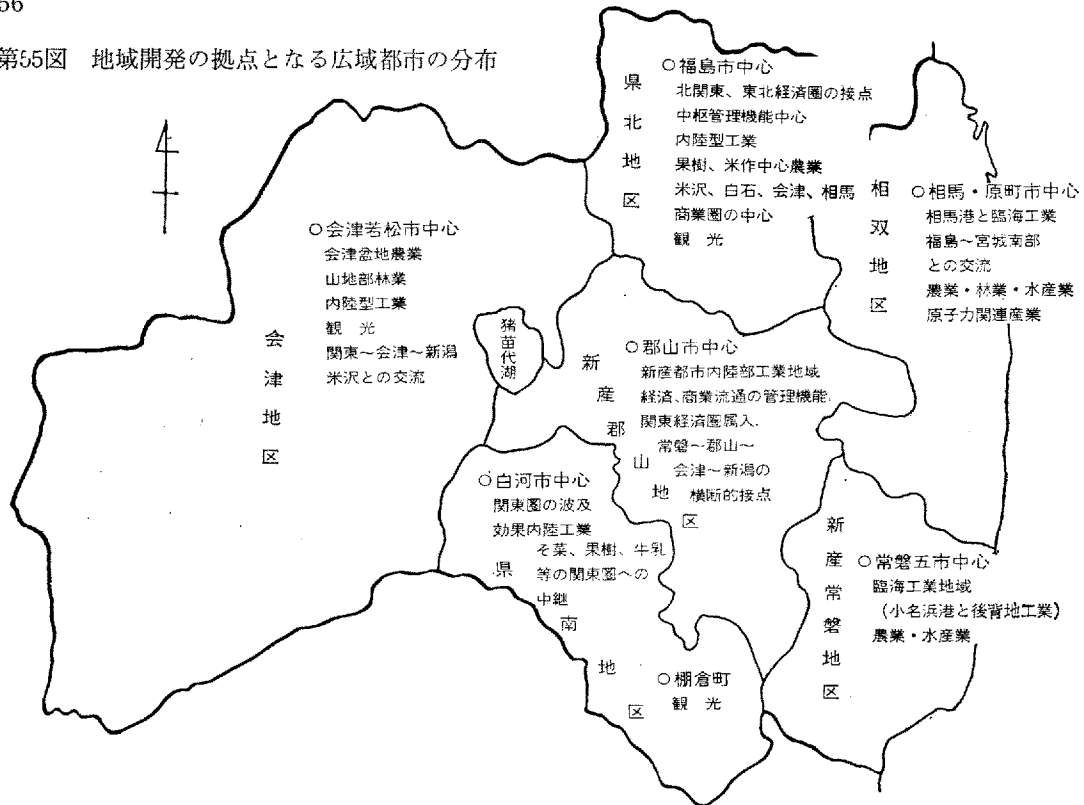 56
第55図 地域開発の拠点となる広域都市の分布
県北地区
○福島市中心
北関東、東北経済圏の接点
中枢管理機能中心
内陸型工業
果樹、米作中心農業
米沢、白石、会津、相馬
商業圏の中心
観光
相双地区
○相馬・原町市中心
相馬港と臨海工業
福島~宮城南部
との交流
農業・林業・水産業
原子力関連産業
会津地区
○会津若松市中心
会津盆地農業
山地部林業
内陸型工業
観光
関東~会津~新潟
米沢との交流
猪苗代湖
新産郡山地区
○郡山市中心
新産都市内陸部工業地域
経済、商業流通の管理機能.
関東経済圏属入.
常磐~郡山~
会津~新潟の
横断的接点
県南地区
○白河市中心
関東圏の波及
効果内陸工業
そ菜、果樹、牛乳
等の関東圏への
中継
○棚倉町
観光
新産常磐地区
○常磐五市中心
臨海工業地域
(小名浜港と後背地工業)
農業・水産業